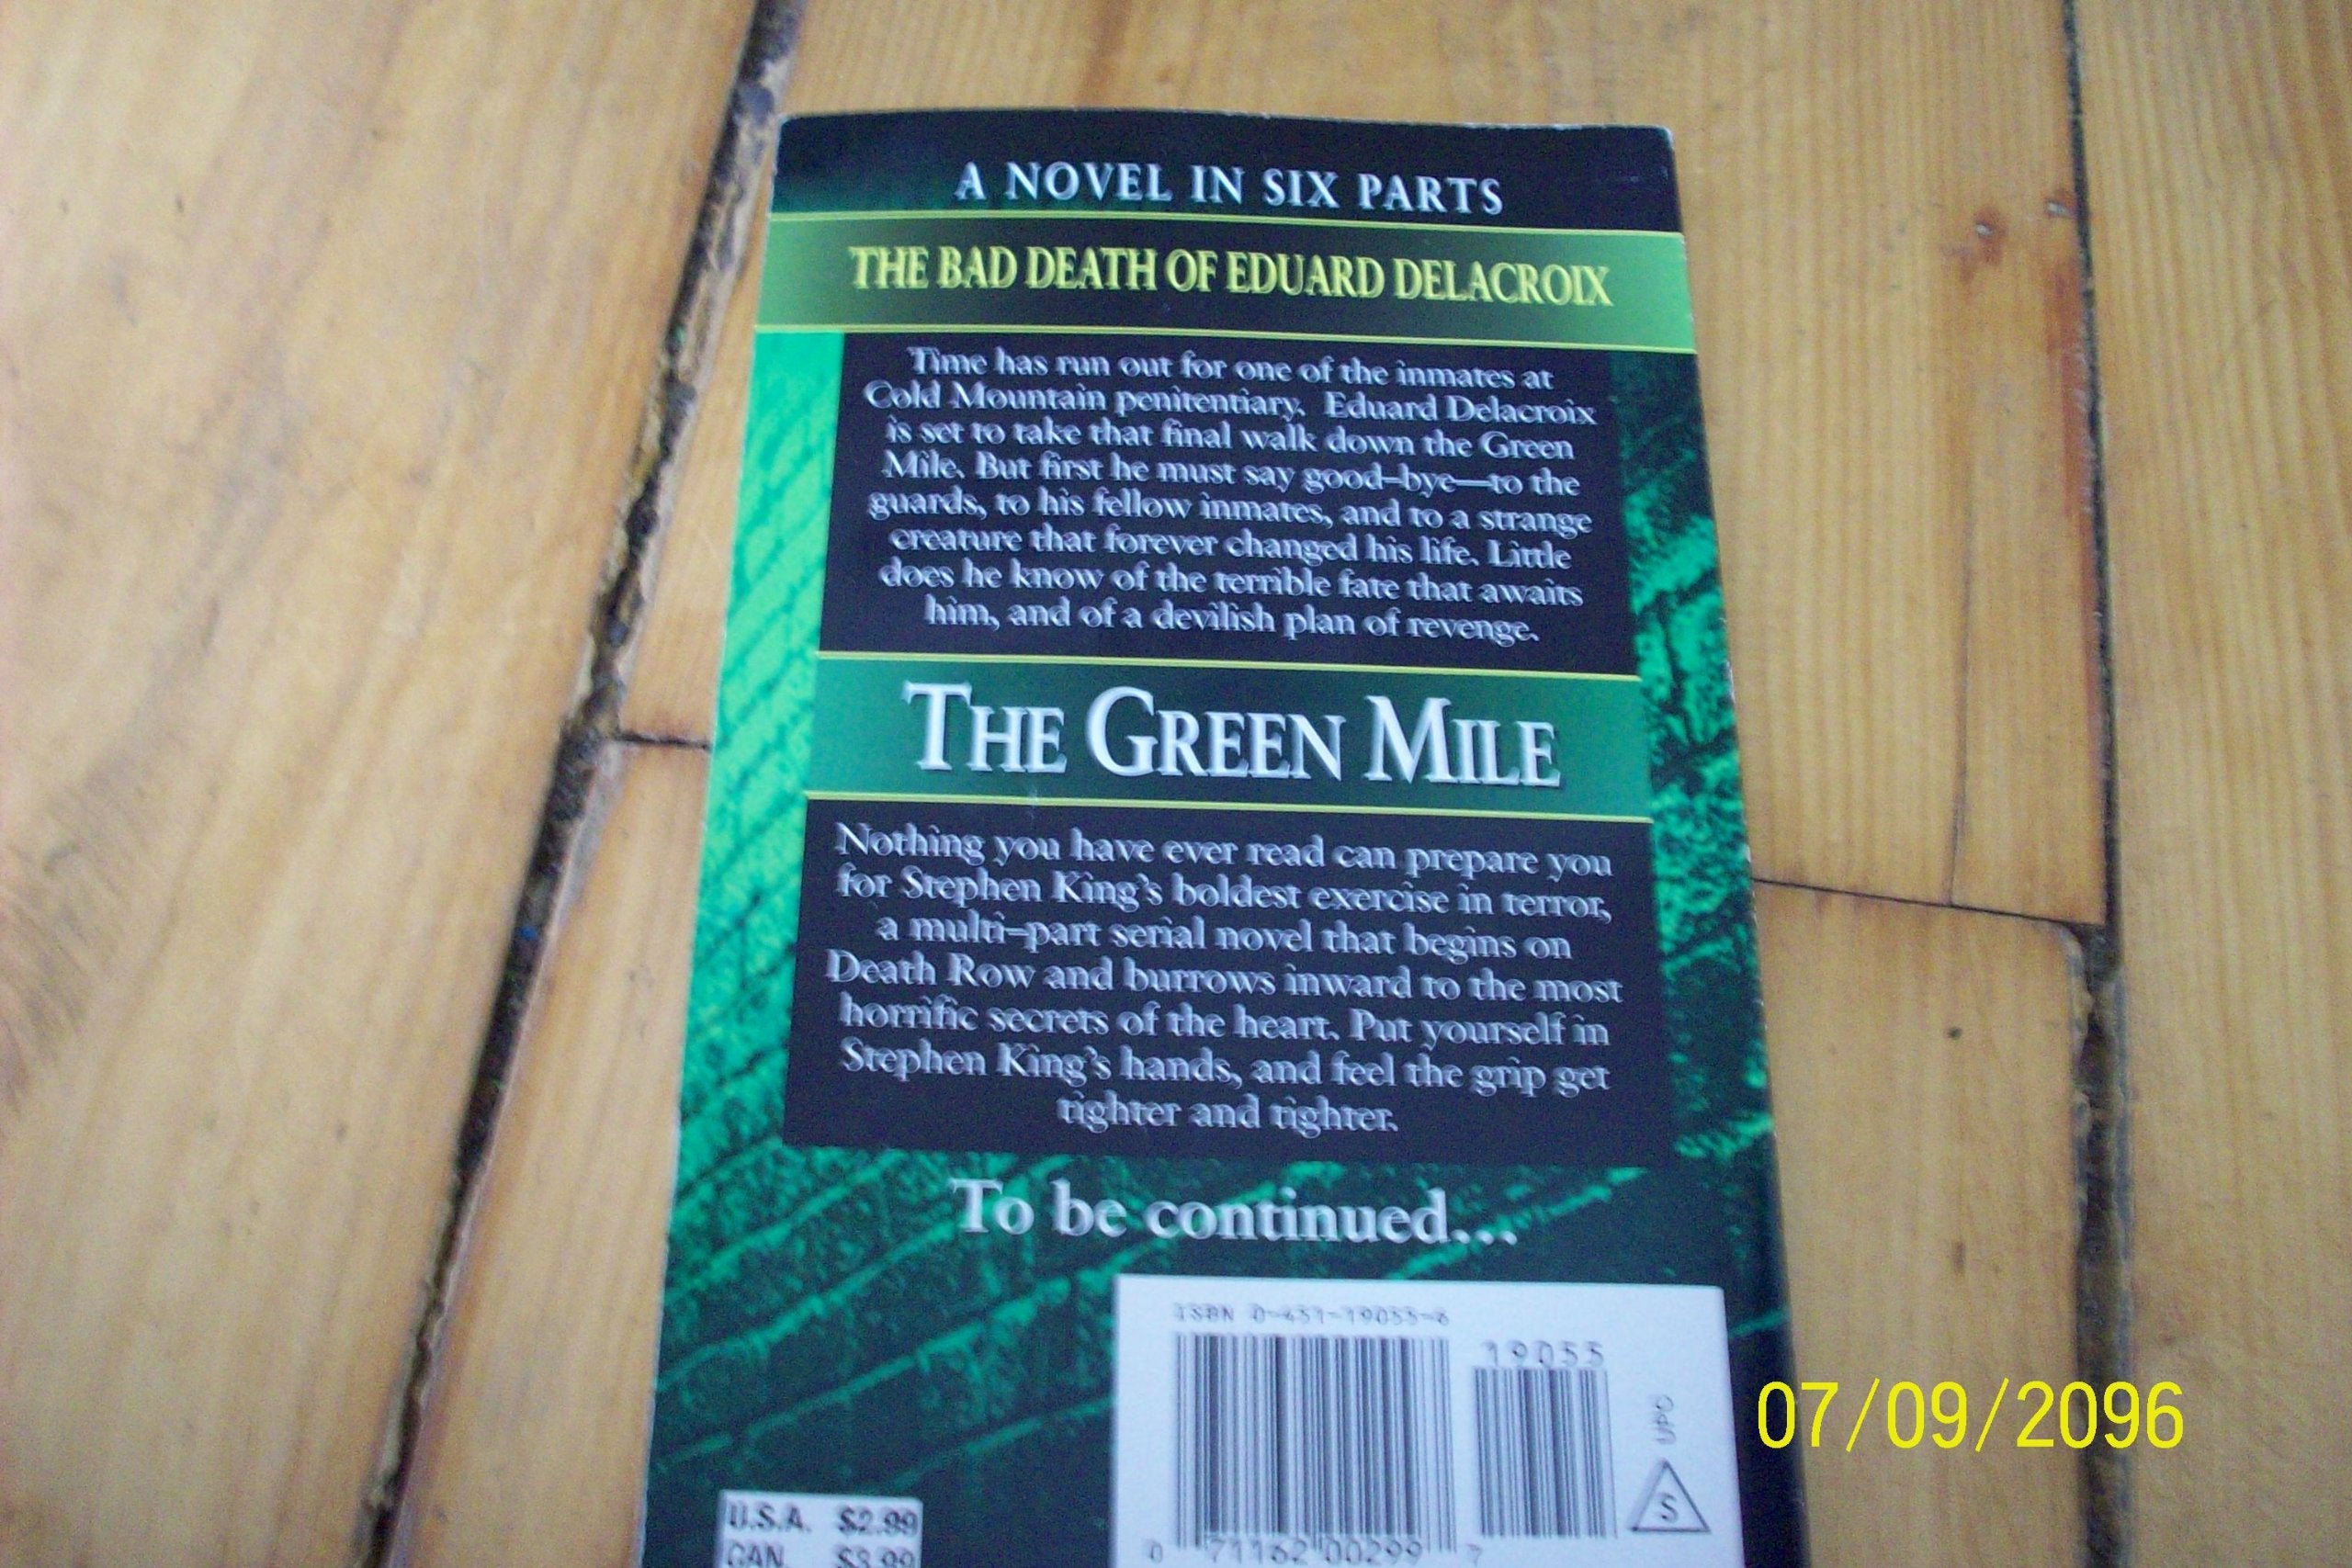 A NOVEL IN SIX PARTS
THE BAD DEATH OF EDUARD DELACROIX
Time has run out for one of the inmates at
Cold Mountain penitentiary. Eduard Delacroix
is set to take that final walk down the Green
Mile. But first he must say good-bye—to the
guards, to his fellow inmates, and to a strange
creature that forever changed his life. Little
does he know of the terrible fate that awaits
him, and of a devilish plan of revenge.
THE GREEN MILE
Nothing you have ever read can prepare you
for Stephen King's boldest exercise in terror,
a multi-part serial novel that begins on
Death Row and burrows inward to the most
horrific secrets of the heart. Put yourself in
Stephen King's hands, and feel the grip get
tighter and tighter.
To be continued...
ISBN 0-451-19055-6
19055
UPC
S
0 71162 00299 7
U.S.A. $2.99
CAN. $3.99
07/09/2096